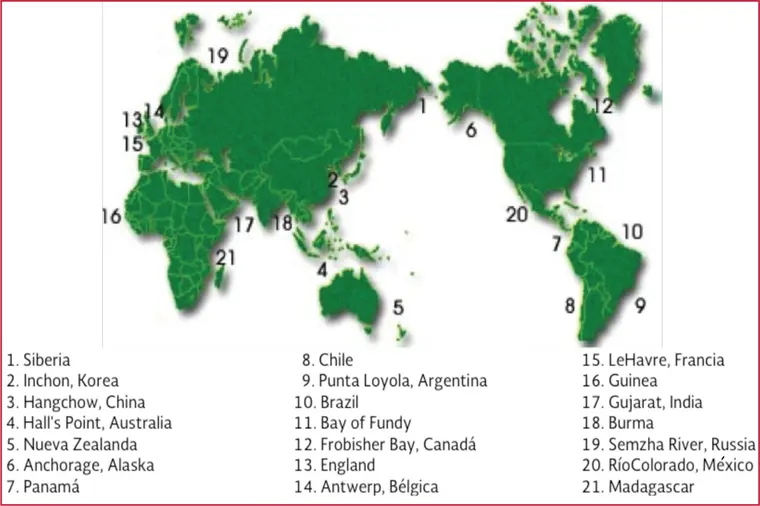 19
14
13
12
1
6
15
11
2
3
16
17
18
20
10
7
21
4
5
8
9
1. Siberia
2. Inchon, Korea
3. Hangchow, China
4. Hall's Point, Australia
5. Nueva Zealanda
6. Anchorage, Alaska
7. Panamá
8. Chile
9. Punta Loyola, Argentina
10. Brazil
11. Bay of Fundy
12. Frobisher Bay, Canadá
13. England
14. Antwerp, Bélgica
15. LeHavre, Francia
16. Guinea
17. Gujarat, India
18. Burma
19. Semzha River, Russia
20. RíoColorado, México
21. Madagascar